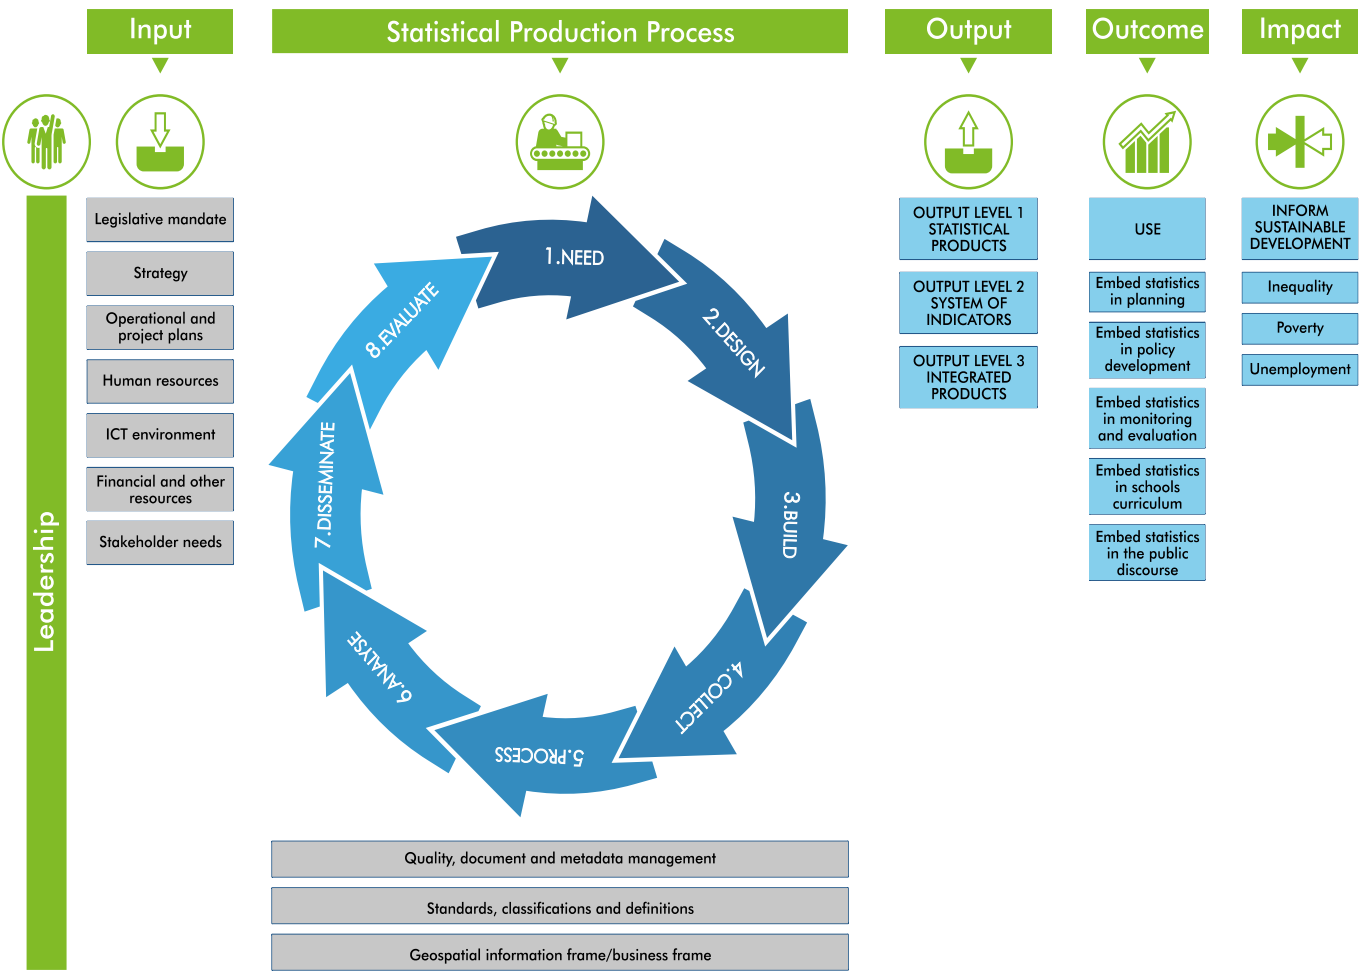 Input
Statistical Production Process
Output
Outcome
Impact
Leadership
Legislative mandate
Strategy
Operational and
project plans
Human resources
ICT environment
Financial and other
resources
Stakeholder needs
1.NEED
2.DESIGN
3.BUILD
4.COLLECT
5.PROCESS
6.ANALYSE
7.DISSEMINATE
8.EVALUATE
Quality, document and metadata management
Standards, classifications and definitions
Geospatial information frame/business frame
OUTPUT LEVEL 1
STATISTICAL
PRODUCTS
OUTPUT LEVEL 2
SYSTEM OF
INDICATORS
OUTPUT LEVEL 3
INTEGRATED
PRODUCTS
USE
Embed statistics
in planning
Embed statistics
in policy
development
Embed statistics
in monitoring
and evaluation
Embed statistics
in schools
curriculum
Embed statistics
in the public
discourse
INFORM
SUSTAINABLE
DEVELOPMENT
Inequality
Poverty
Unemployment